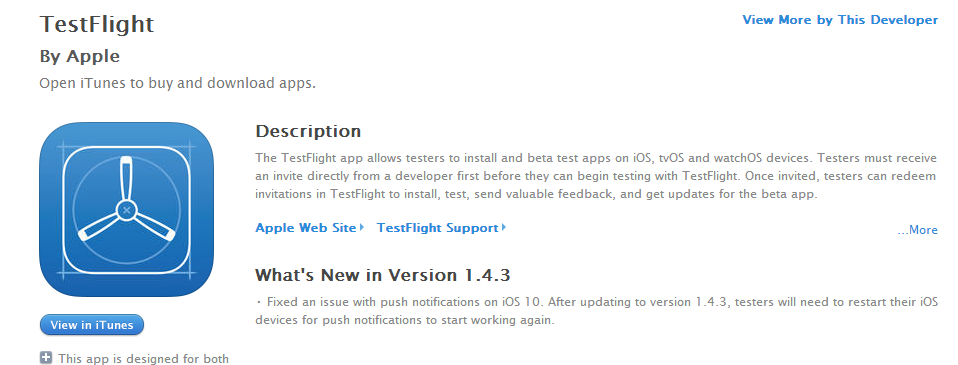 TestFlight
View More by This Developer
By Apple
Open iTunes to buy and download apps.
Description
The TestFlight app allows testers to install and beta test apps on iOS, tvOS and watchOS devices. Testers must receive
an invite directly from a developer first before they can begin testing with TestFlight. Once invited, testers can redeem
invitations in TestFlight to install, test, send valuable feedback, and get updates for the beta app.
Apple Web Site
TestFlight Support
...More
What's New in Version 1.4.3
· Fixed an issue with push notifications on iOS 10. After updating to version 1.4.3, testers will need to restart their iOS
devices for push notifications to start working again.
View in iTunes
This app is designed for both